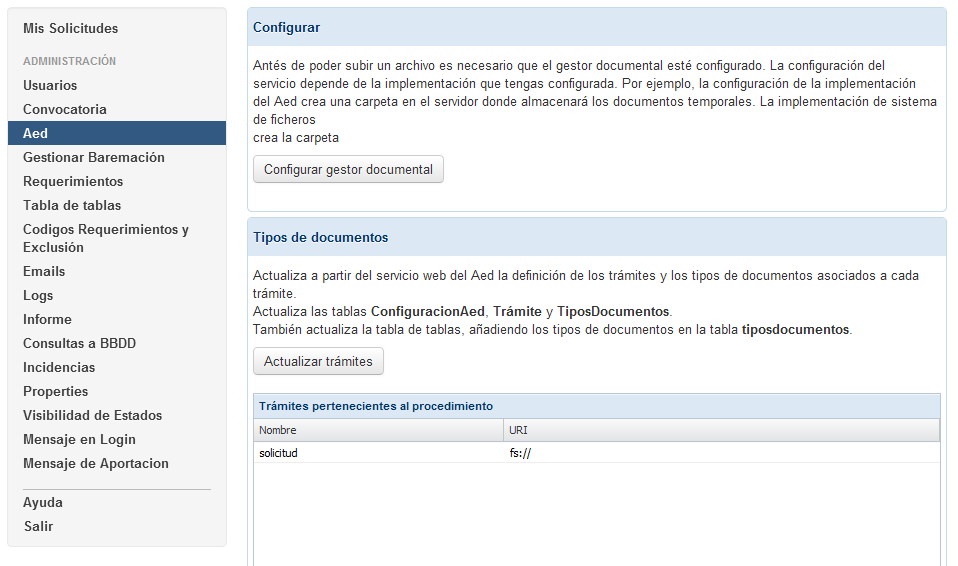 Mis Solicitudes
ADMINISTRACIÓN
Usuarios
Convocatoria
Aed
Gestionar Baremación
Requerimientos
Tabla de tablas
Codigos Requerimientos y
Exclusión
Emails
Logs
Informe
Consultas a BBDD
Incidencias
Properties
Visibilidad de Estados
Mensaje en Login
Mensaje de Aportacion
Ayuda
Salir
Configurar
Antés de poder subir un archivo es necesario que el gestor documental esté configurado. La configuración del
servicio depende de la implementación que tengas configurada. Por ejemplo, la configuración de la implementación
del Aed crea una carpeta en el servidor donde almacenará los documentos temporales. La implementación de sistema
de ficheros
crea la carpeta
Configurar gestor documental
Tipos de documentos
Actualiza a partir del servicio web del Aed la definición de los trámites y los tipos de documentos asociados a cada
trámite.
Actualiza las tablas ConfiguracionAed, Trámite y TiposDocumentos.
También actualiza la tabla de tablas, añadiendo los tipos de documentos en la tabla tiposdocumentos.
Actualizar trámites
Trámites pertenecientes al procedimiento
Nombre URI
solicitud fs://